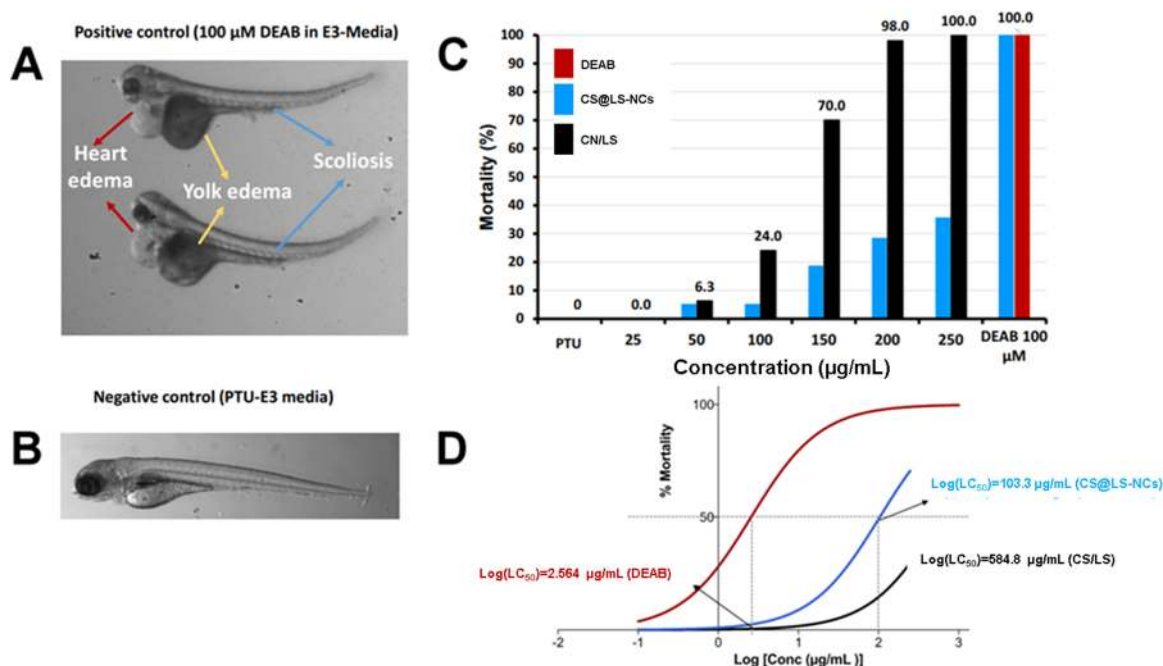 Positive control (100 µM DEAB in E3-Media)
A
Heart
edema
Yolk edema
Scoliosis
Negative control (PTU-E3 media)
B
C
Mortality (%)
100
90
80
70
60
50
40
30
20
10
0
DEAB
CS@LS-NCs
CN/LS
0
0.0
6.3
24.0
70.0
98.0
100.0
100.0
PTU
25
50
100
150
200
250
DEAB 100
µM
Concentration (µg/mL)
D
% Mortality
100
50
Log(LC50)=103.3 µg/mL (CS@LS-NCs)
Log(LC50)=2.564 µg/mL (DEAB)
Log(LC50)=584.8 µg/mL (CS/LS)
-2
-1
0
1
2
3
Log [Conc (µg/mL )]